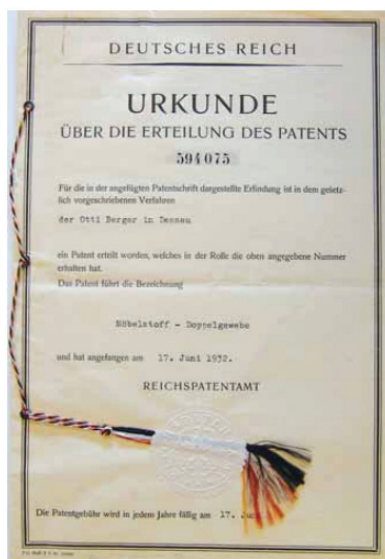 DEUTSCHES REICH
URKUNDE
ÜBER DIE ERTEILUNG DES PATENTS
594075
Für die in der angefügten Patentschrift dargestellte Erfindung ist in dem gesetz-
lich vorgeschriebenen Verfahren
der Otti Berger in Dessau
ein Patent erteilt worden, welches in der Rolle die oben angegebene Nummer
erhalten hat.
Das Patent führt die Bezeichnung
Möbelstoff - Doppelgewebe
und hat angefangen am 17. Juni 1932.
REICHSPATENTAMT
Die Patentgebühr wird in jedem Jahre fällig am 17. Juni